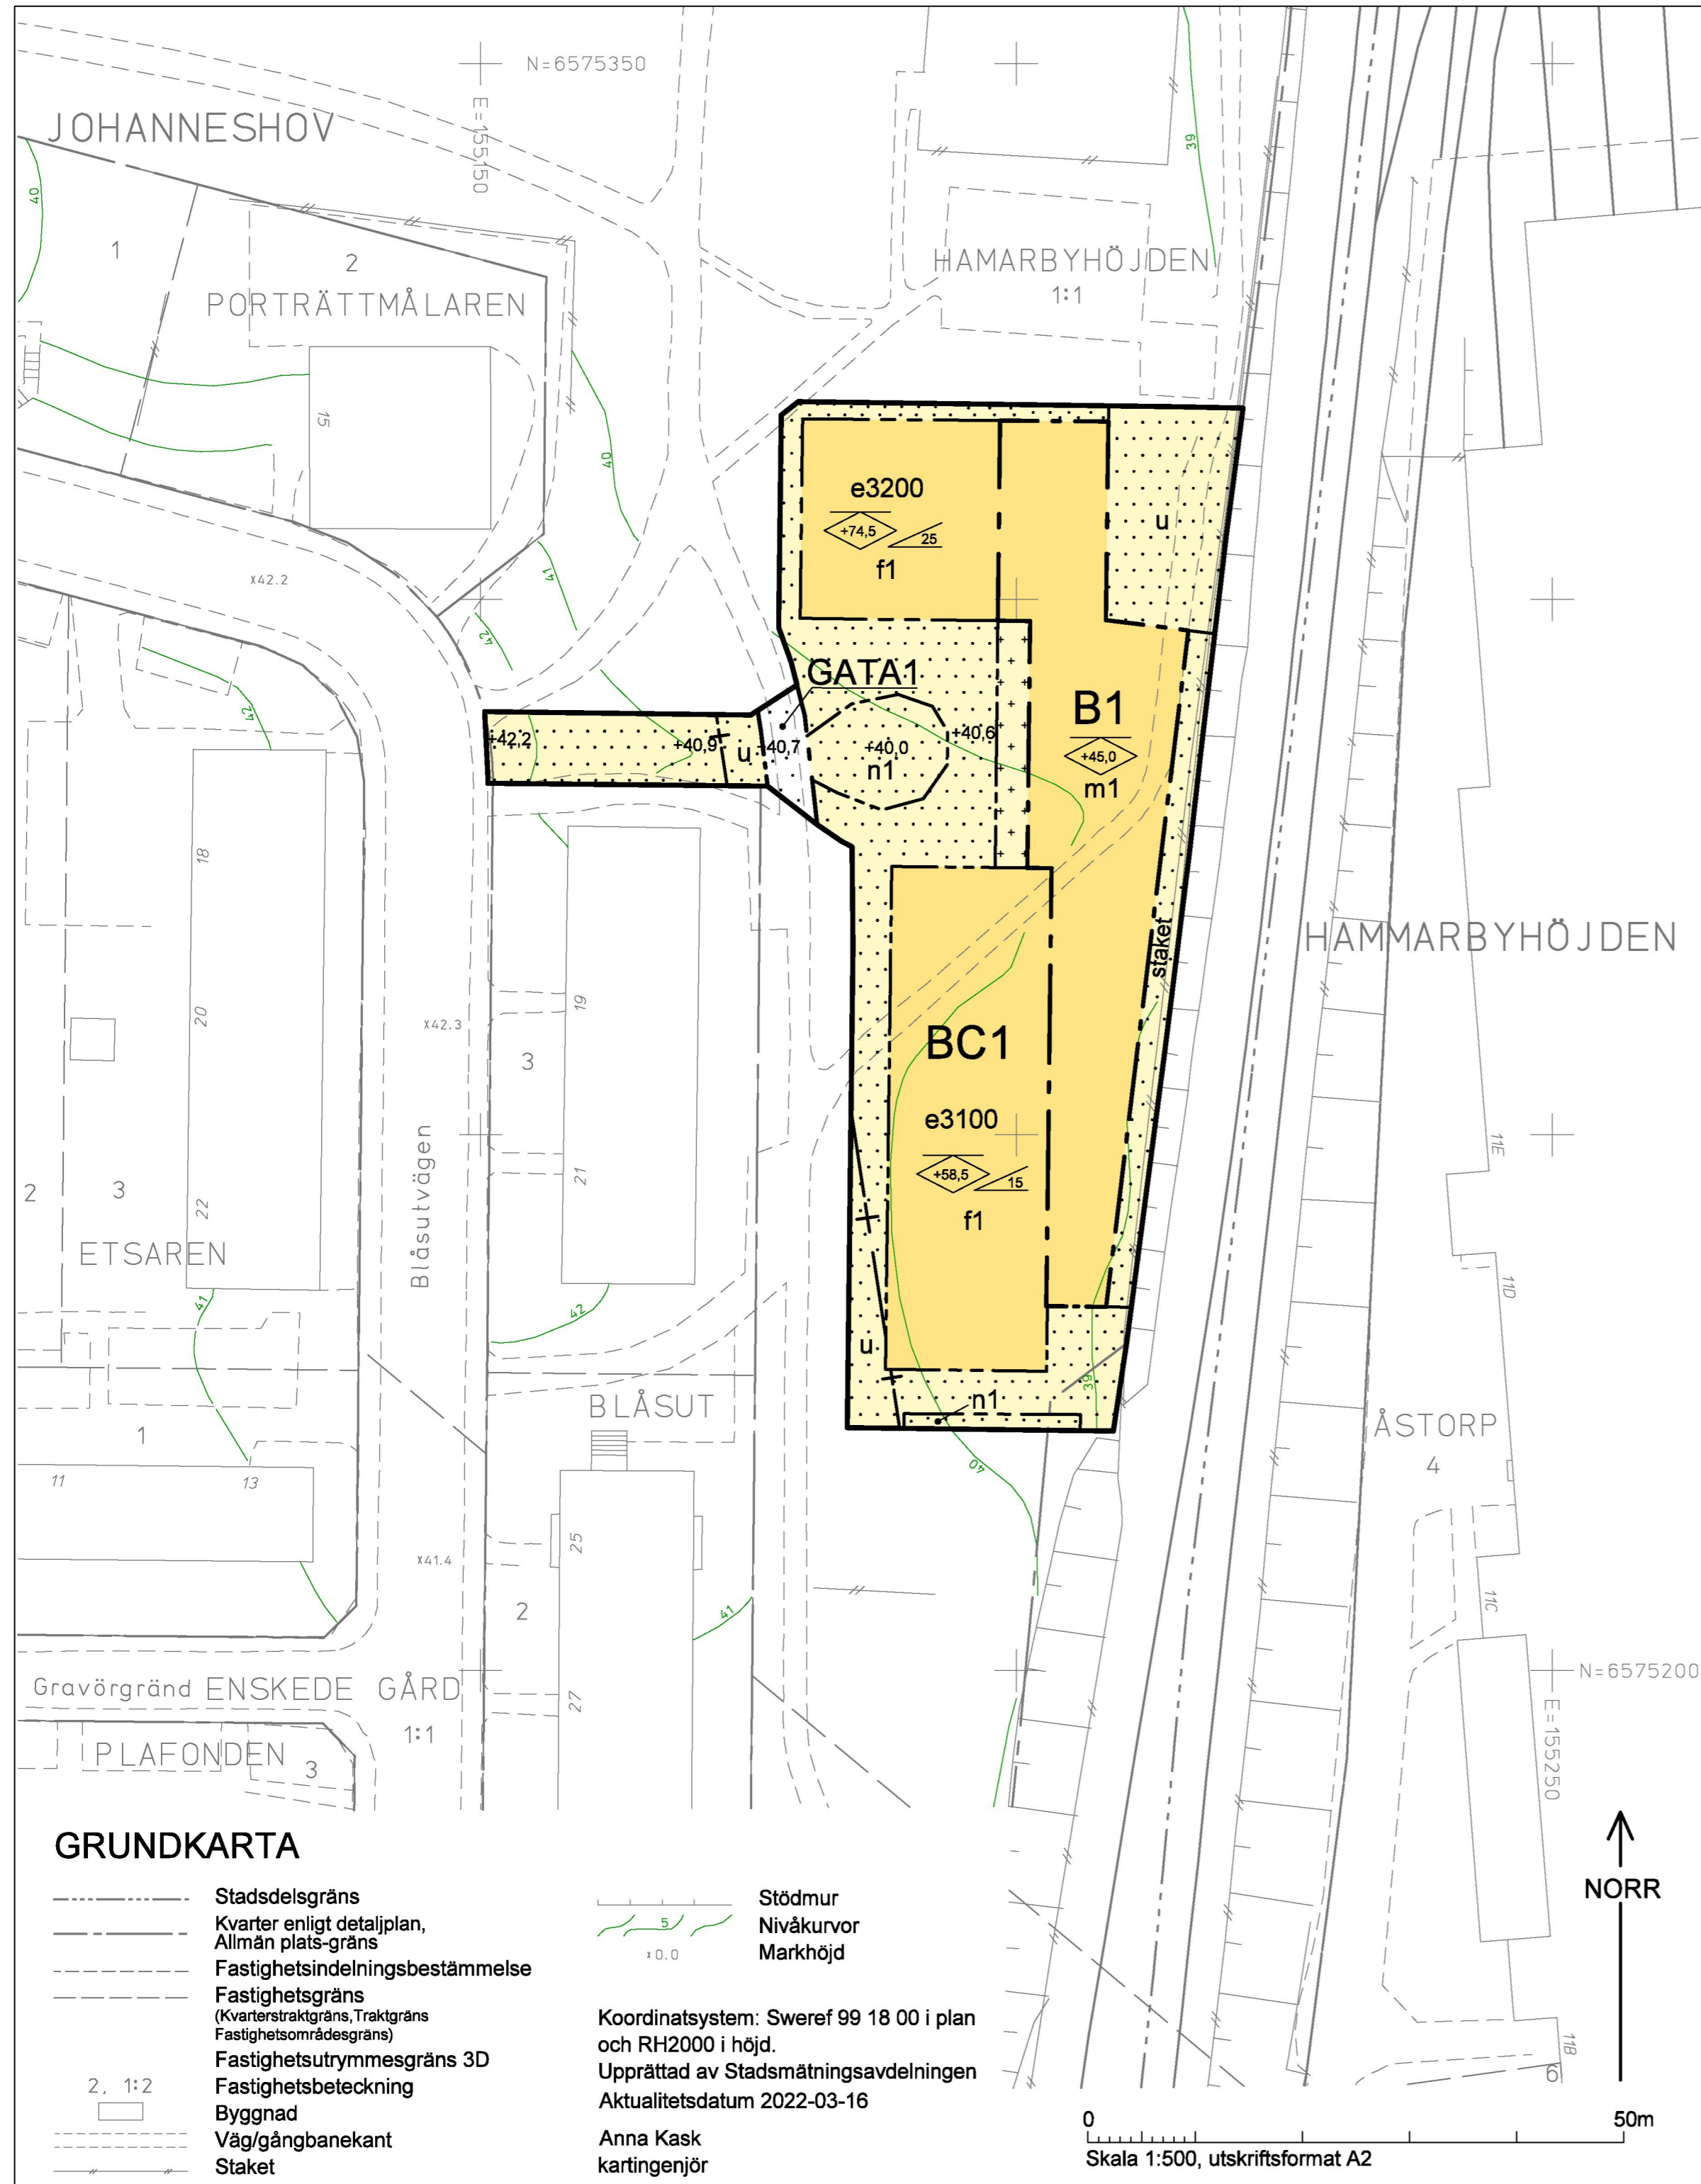 N=6575350
JOHANNESHOV
E=155150
39
40
1
2
PORTRÄTTMÅLAREN
HAMARBYHÖJDEN
1:1
15
40
e3200
+74,5
25
f1
u
x42.2
41
42
GATA1
42
+42,2
+40,9
u
+40,7
+40,0
n1
+40,6
B1
+45,0
m1
18
staket
HAMMARBYHÖJDEN
20
x42.3
19
3
BC1
e3100
+58,5
15
f1
11E
2
3
22
Blåsutvägen
21
ETSAREN
41
42
11D
u
39
n1
BLÅSUT
ÅSTORP
4
1
11
13
40
x41.4
25
2
41
11C
27
Gravörgränd
ENSKEDE GÅRD
1:1
N=6575200
E=155250
PLAFONDEN
3
GRUNDKARTA
NORR
Stadsdelsgräns
Kvarter enligt detaljplan,
Allmän plats-gräns
Fastighetsindelningsbestämmelse
Fastighetsgräns
(Kvarterstraktgräns,Traktgräns
Fastighetsområdesgräns)
Fastighetsutrymmesgräns 3D
2, 1:2
Fastighetsbeteckning
Byggnad
Väg/gångbanekant
Staket
Stödmur
5
Nivåkurvor
x0.0
Markhöjd
Koordinatsystem: Sweref 99 18 00 i plan
och RH2000 i höjd.
Upprättad av Stadsmätningsavdelningen
Aktualitetsdatum 2022-03-16
Anna Kask
kartingenjör
11B
6
0
50m
Skala 1:500, utskriftsformat A2